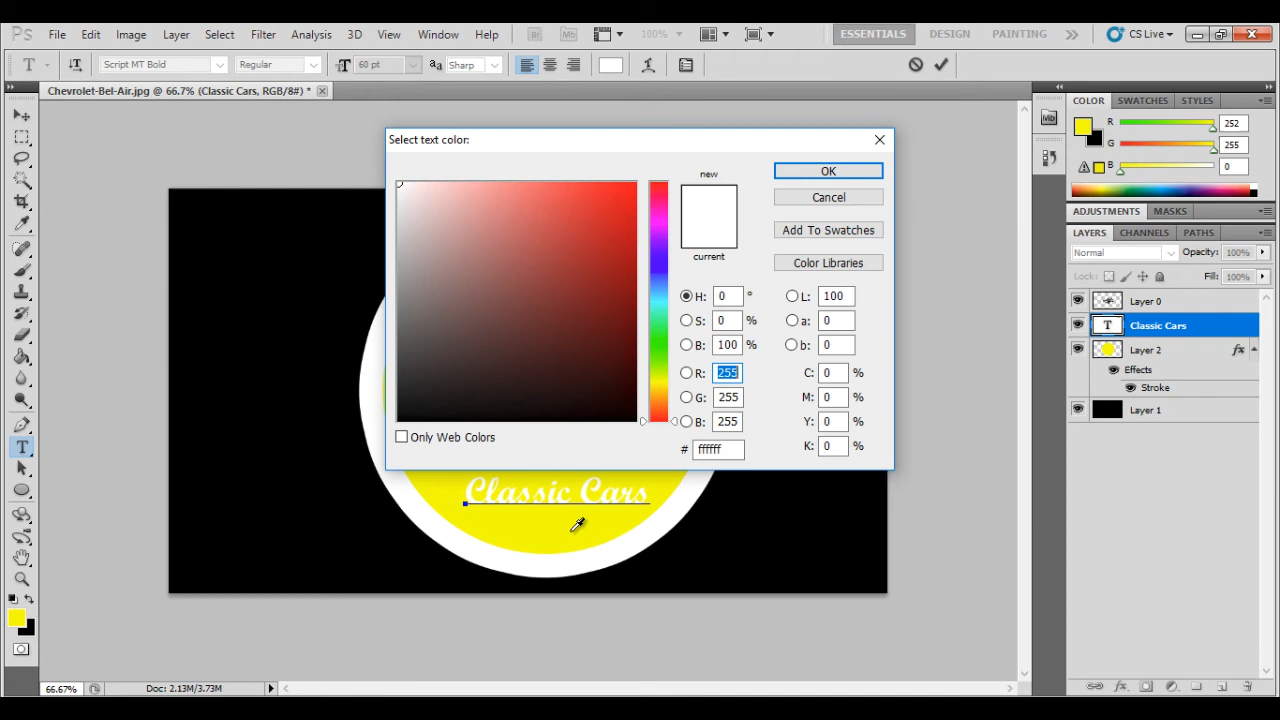 Ps File Edit Image Layer Select Filter Analysis 3D View Window Help Br Mb 100% ESSENTIALS DESIGN PAINTING CS Live
T T Script MT Bold Regular T 60 pt aa Sharp
Chevrolet-Bel-Air.jpg @ 66.7% (Classic Cars, RGB/8#) *
Select text color:
new
current
OK
Cancel
Add To Swatches
Color Libraries
H: 0 °
S: 0 %
B: 100 %
R: 255
G: 255
B: 255
# ffffff
L: 100
a: 0
b: 0
C: 0 %
M: 0 %
Y: 0 %
K: 0 %
Only Web Colors
Classic Cars
T
66.67% Doc: 2.13M/3.73M
Mb
COLOR SWATCHES STYLES
R 252
G 255
B 0
ADJUSTMENTS MASKS
LAYERS CHANNELS PATHS
Normal Opacity: 100%
Lock: Fill: 100%
Layer 0
T Classic Cars
Layer 2 fx
Effects
Stroke
Layer 1
fx